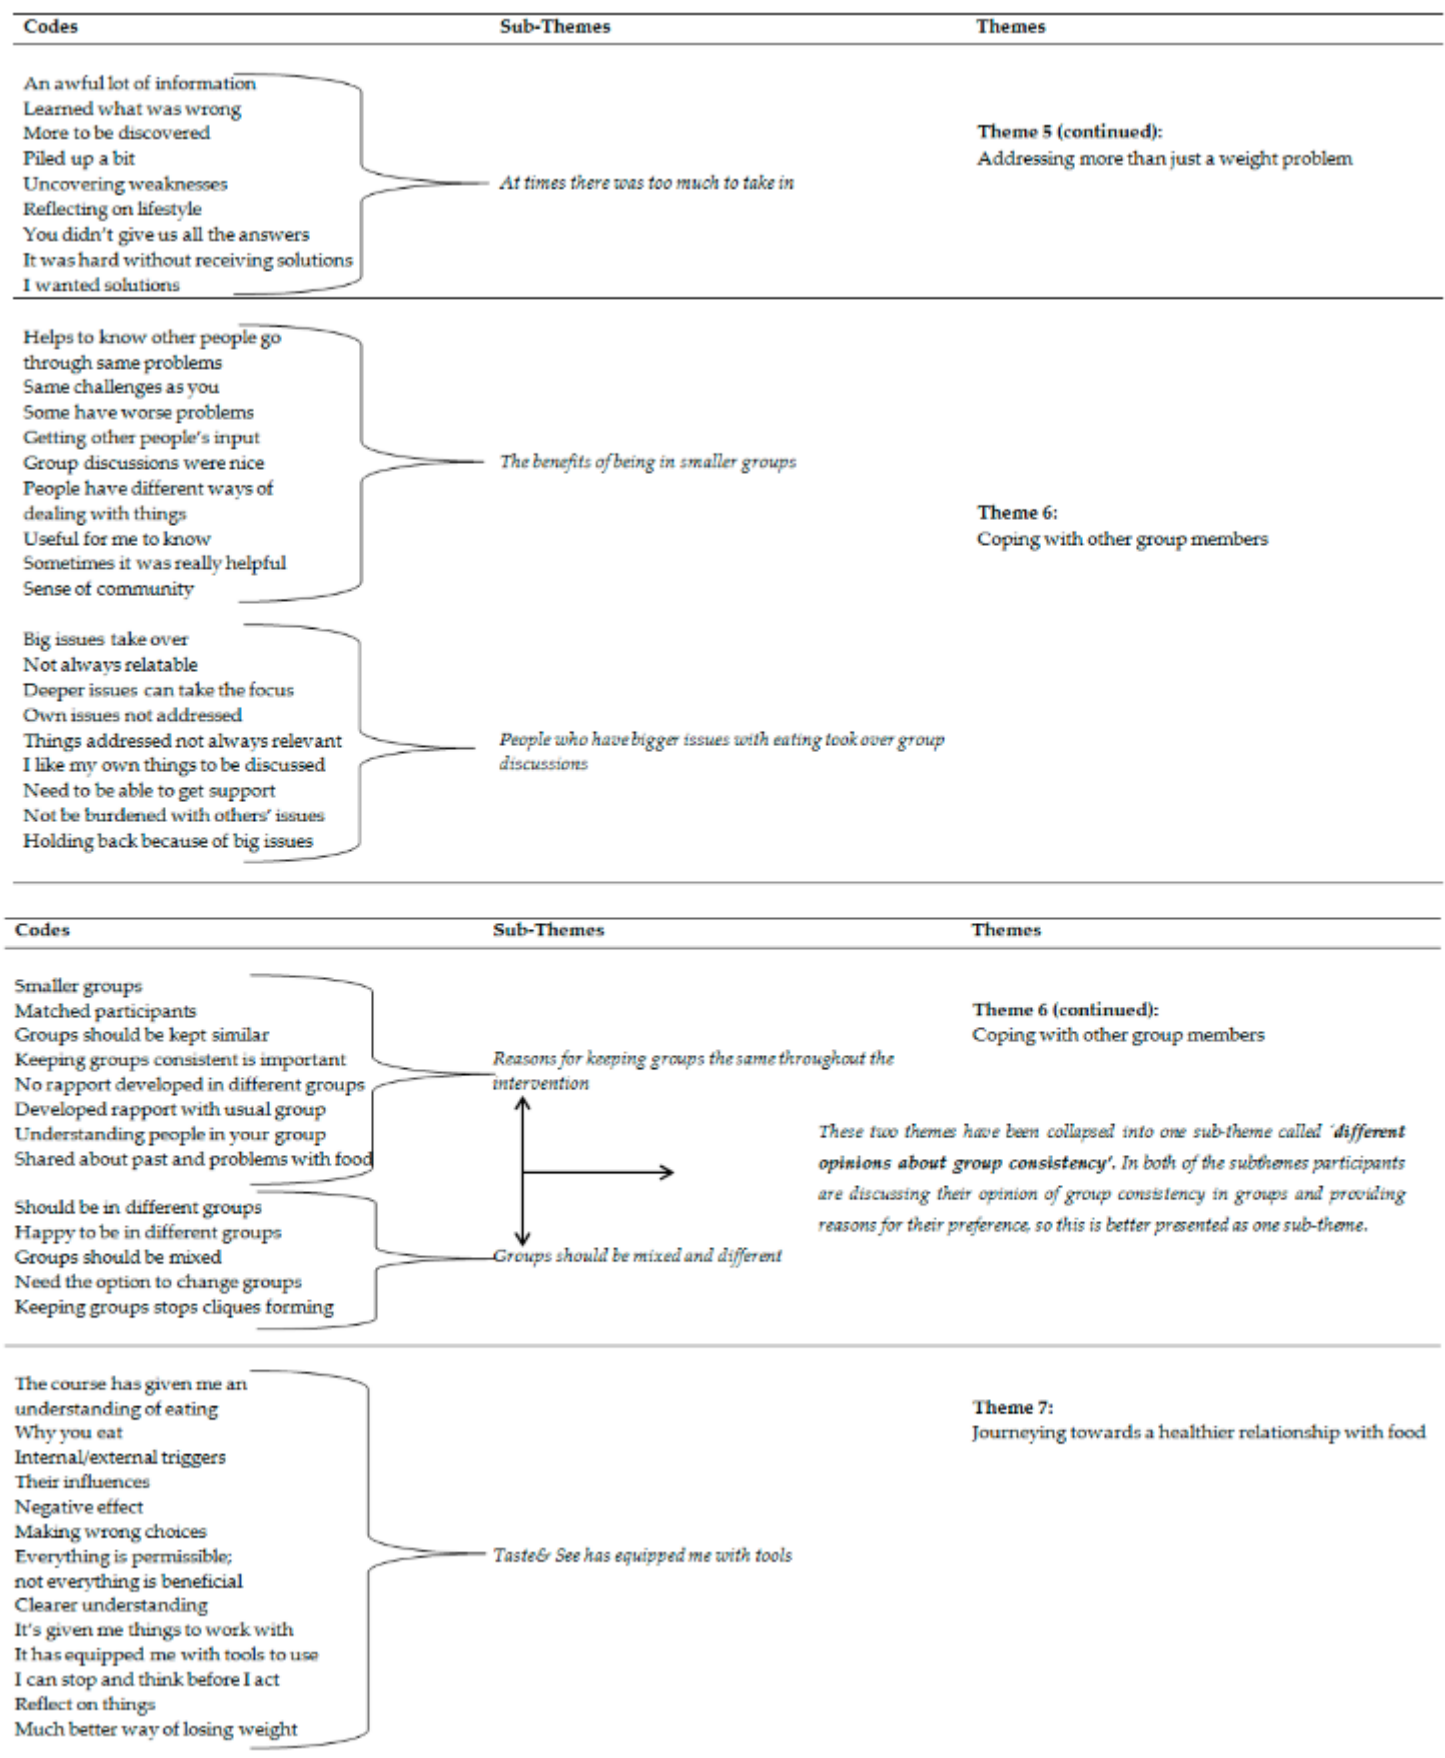 Codes Sub-Themes Themes
An awful lot of information
Learned what was wrong
More to be discovered
Piled up a bit
Uncovering weaknesses
Reflecting on lifestyle
You didn't give us all the answers
It was hard without receiving solutions
I wanted solutions
At times there was too much to take in
Theme 5 (continued):
Addressing more than just a weight problem
Helps to know other people go
through same problems
Same challenges as you
Some have worse problems
Getting other people's input
Group discussions were nice
People have different ways of
dealing with things
Useful for me to know
Sometimes it was really helpful
Sense of community
The benefits of being in smaller groups
Theme 6:
Coping with other group members
Big issues take over
Not always relatable
Deeper issues can take the focus
Own issues not addressed
Things addressed not always relevant
I like my own things to be discussed
Need to be able to get support
Not be burdened with others' issues
Holding back because of big issues
People who have bigger issues with eating took over group
discussions
Codes Sub-Themes Themes
Smaller groups
Matched participants
Groups should be kept similar
Keeping groups consistent is important
No rapport developed in different groups
Developed rapport with usual group
Understanding people in your group
Shared about past and problems with food
Reasons for keeping groups the same throughout the
intervention
Theme 6 (continued):
Coping with other group members
These two themes have been collapsed into one sub-theme called 'different
opinions about group consistency'. In both of the subthemes participants
are discussing their opinion of group consistency in groups and providing
reasons for their preference, so this is better presented as one sub-theme.
Should be in different groups
Happy to be in different groups
Groups should be mixed
Need the option to change groups
Keeping groups stops cliques forming
Groups should be mixed and different
The course has given me an
understanding of eating
Why you eat
Internal/external triggers
Their influences
Negative effect
Making wrong choices
Everything is permissible;
not everything is beneficial
Clearer understanding
It's given me things to work with
It has equipped me with tools to use
I can stop and think before I act
Reflect on things
Much better way of losing weight
Taste& See has equipped me with tools
Theme 7:
Journeying towards a healthier relationship with food